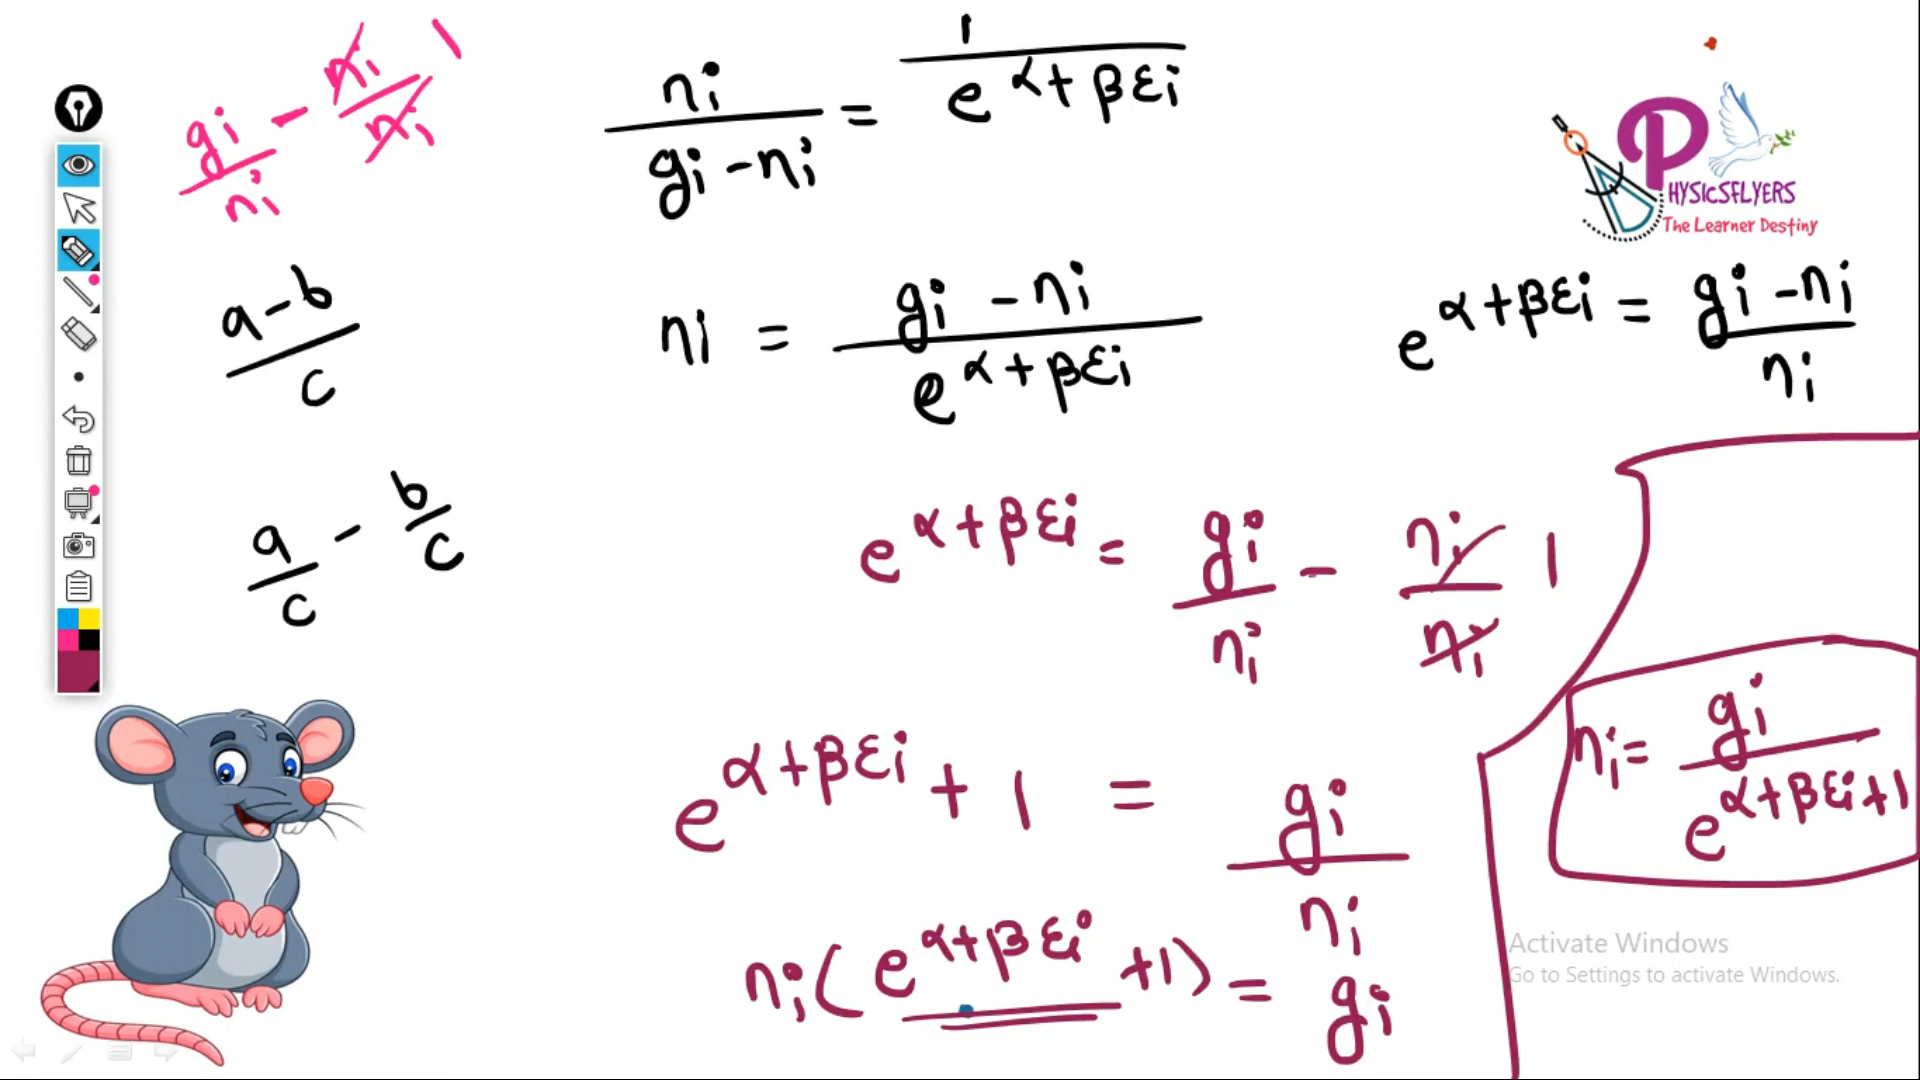 gi/ni - ni/ni 1
ni/(gi - ni) = 1/e^(α + βεi)
PHYSICSFLYERS
The Learner Destiny
(a - b)/c
ni = (gi - ni)/e^(α + βεi)
e^(α + βεi) = (gi - ni)/ni
a/c - b/c
e^(α + βεi) = gi/ni - ni/ni 1
e^(α + βεi) + 1 = gi/ni
ni = gi/e^(α + βεi + 1)
ni(e^(α + βεi) + 1) = gi
Activate Windows
Go to Settings to activate Windows.